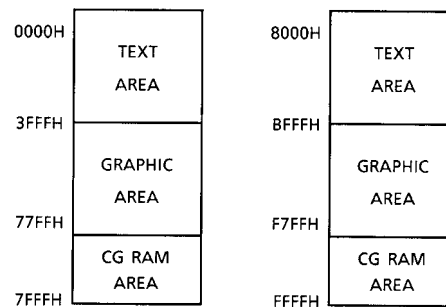 0000H
TEXT
AREA
3FFFH
GRAPHIC
AREA
77FFH
CG RAM
AREA
7FFFH
8000H
TEXT
AREA
BFFFH
GRAPHIC
AREA
F7FFH
CG RAM
AREA
FFFFH